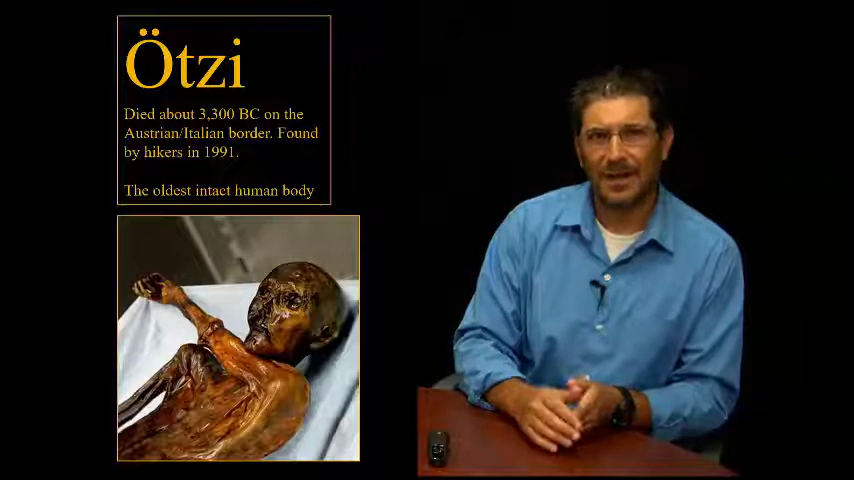 Ötzi
Died about 3,300 BC on the
Austrian/Italian border. Found
by hikers in 1991.
The oldest intact human body